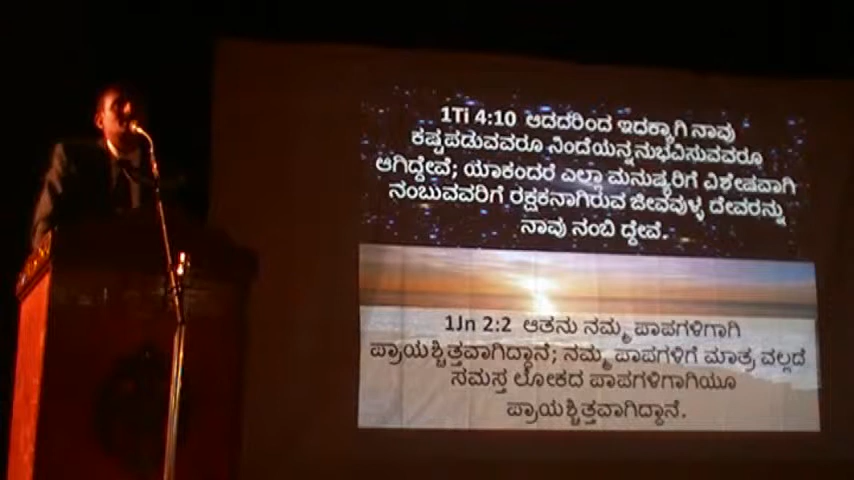 1Ti 4:10 ಆದದರಿಂದ ಇದಕ್ಕಾಗಿ ನಾವು
ಕಷ್ಟಪಡುವವರೂ ನಿಂದೆಯನ್ನನುಭವಿಸುವವರೂ
ಆಗಿದ್ದೇವೆ; ಯಾಕಂದರೆ ಎಲ್ಲಾ ಮನುಷ್ಯರಿಗೆ ವಿಶೇಷವಾಗಿ
ನಂಬುವವರಿಗೆ ರಕ್ಷಕನಾಗಿರುವ ಜೀವವುಳ್ಳ ದೇವರನ್ನು
ನಾವು ನಂಬಿ ದ್ದೇವೆ.
1Jn 2:2 ಆತನು ನಮ್ಮ ಪಾಪಗಳಿಗಾಗಿ
ಪ್ರಾಯಶ್ಚಿತ್ತವಾಗಿದ್ದಾನೆ; ನಮ್ಮ ಪಾಪಗಳಿಗೆ ಮಾತ್ರ ವಲ್ಲದೆ
ಸಮಸ್ತ ಲೋಕದ ಪಾಪಗಳಿಗಾಗಿಯೂ
ಪ್ರಾಯಶ್ಚಿತ್ತವಾಗಿದ್ದಾನೆ.